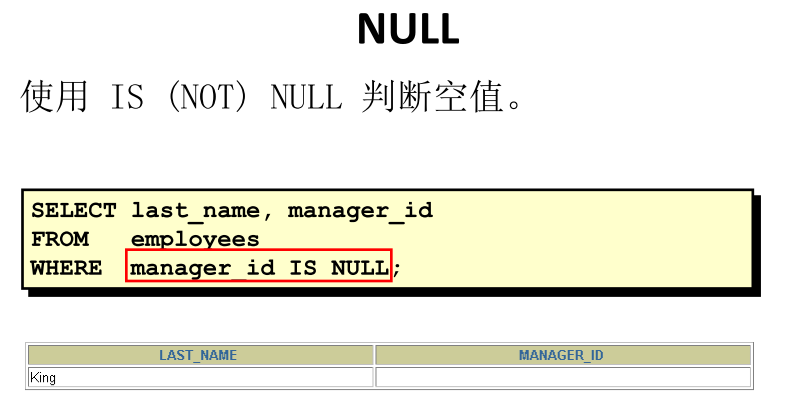 NULL
使用 IS (NOT) NULL 判断空值。
SELECT last_name, manager_id
FROM employees
WHERE manager_id IS NULL;
LAST_NAME MANAGER_ID
King